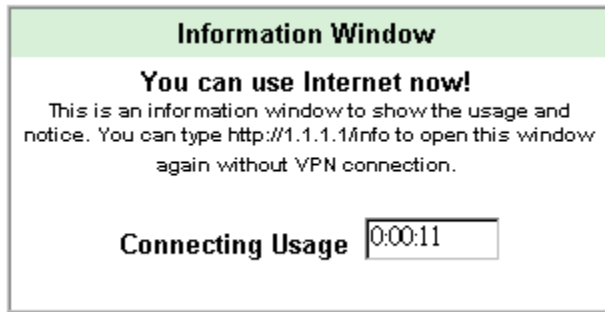 Information Window
You can use Internet now!
This is an information window to show the usage and
notice. You can type http://1.1.1.1/info to open this window
again without VPN connection.
Connecting Usage 0:00:11